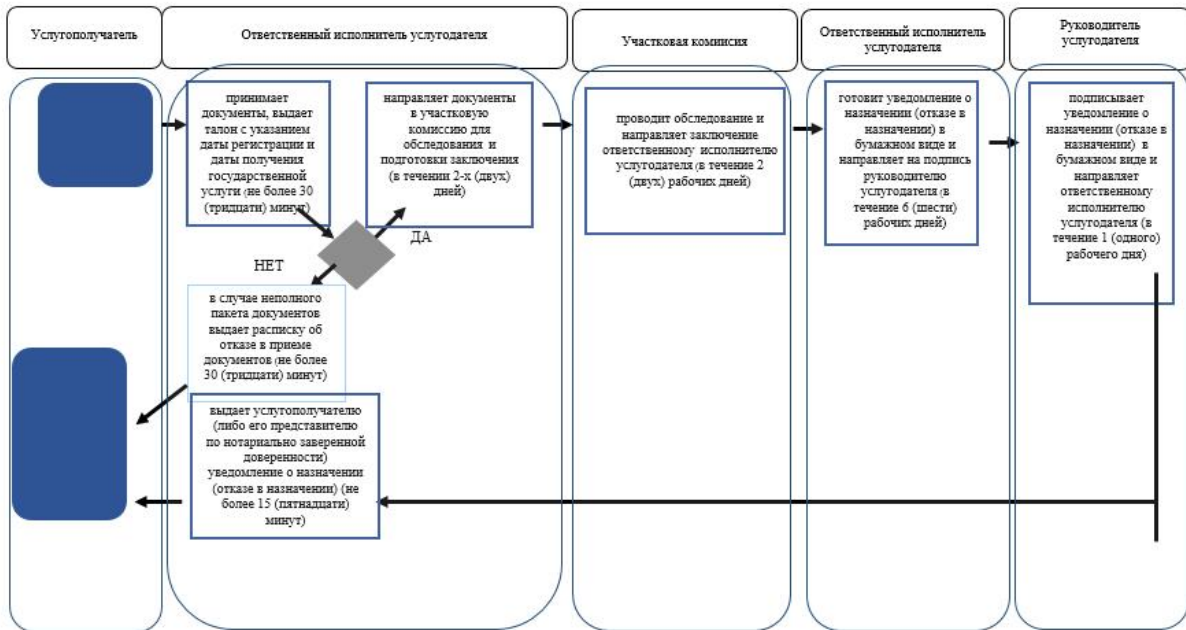 Услугополучатель
Ответственный исполнитель услугодателя
Участковая комиисия
Ответственный исполнитель
услугодателя
Руководитель
услугодателя
принимает
документы, выдает
талон с указанием
даты регистрации и
даты получения
государственной
услуги (не более 30
(тридцати) минут)
направляет документы
в участковую
комиссию для
обследования и
подготовки заключения
(в течении 2-х (двух)
дней)
проводит обследование и
направляет заключение
ответственному исполнителю
услугодателя (в течение 2
(двух) рабочих дней)
готовит уведомление о
назначении (отказе в
назначении) в
бумажном виде и
направляет на подпись
руководителю
услугодателя (в
течение 6 (шести)
рабочих дней)
подписывает
уведомление о
назначении (отказе в
назначении) в
бумажном виде и
направляет
ответственному
исполнителю
услугодателя (в
течение 1 (одного)
рабочего дня)
ДА
НЕТ
в случае неполного
пакета документов
выдает расписку об
отказе в приеме
документов (не более
30 (тридцати) минут)
выдает услугополучателю
(либо его представителю
по нотариально заверенной
доверенности)
уведомление о назначении
(отказе в назначении) (не
более 15 (пятнадцати)
минут)